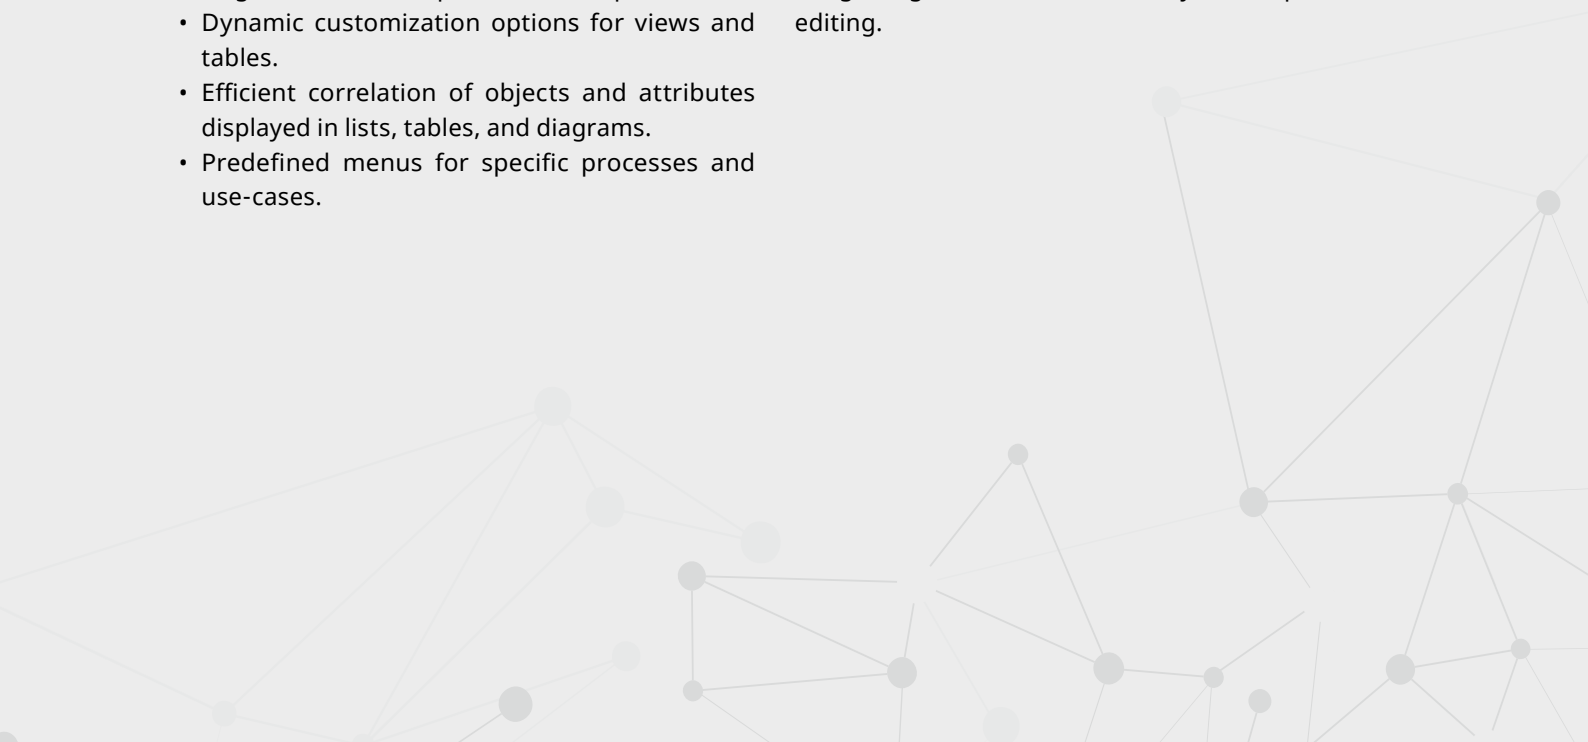 • Dynamic customization options for views and
tables.
• Efficient correlation of objects and attributes
displayed in lists, tables, and diagrams.
• Predefined menus for specific processes and
use-cases.
editing.